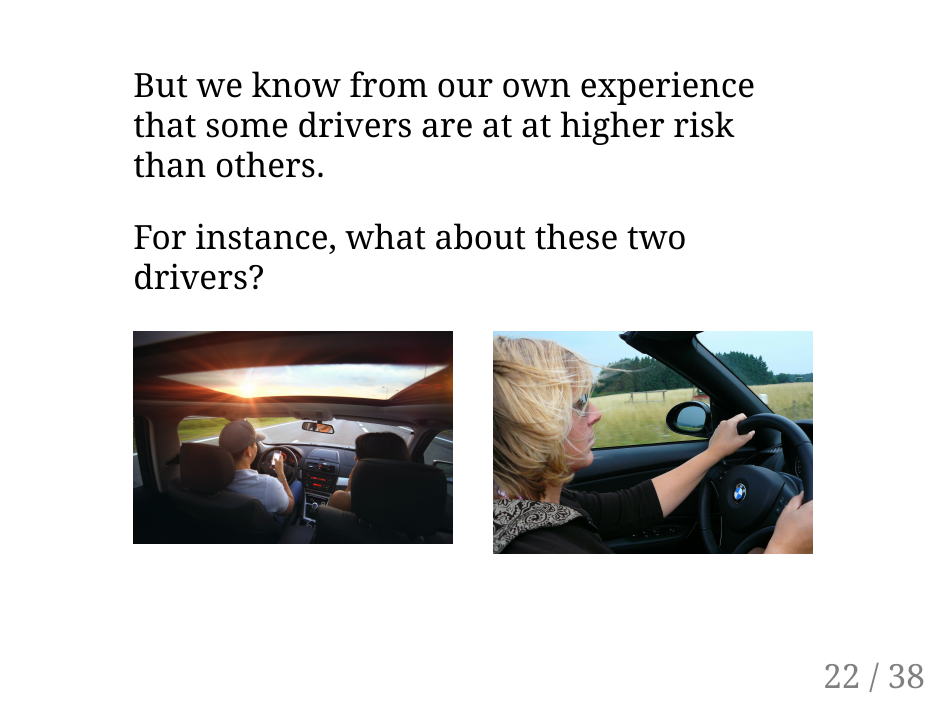 But we know from our own experience
that some drivers are at at higher risk
than others.
For instance, what about these two
drivers?
22 / 38